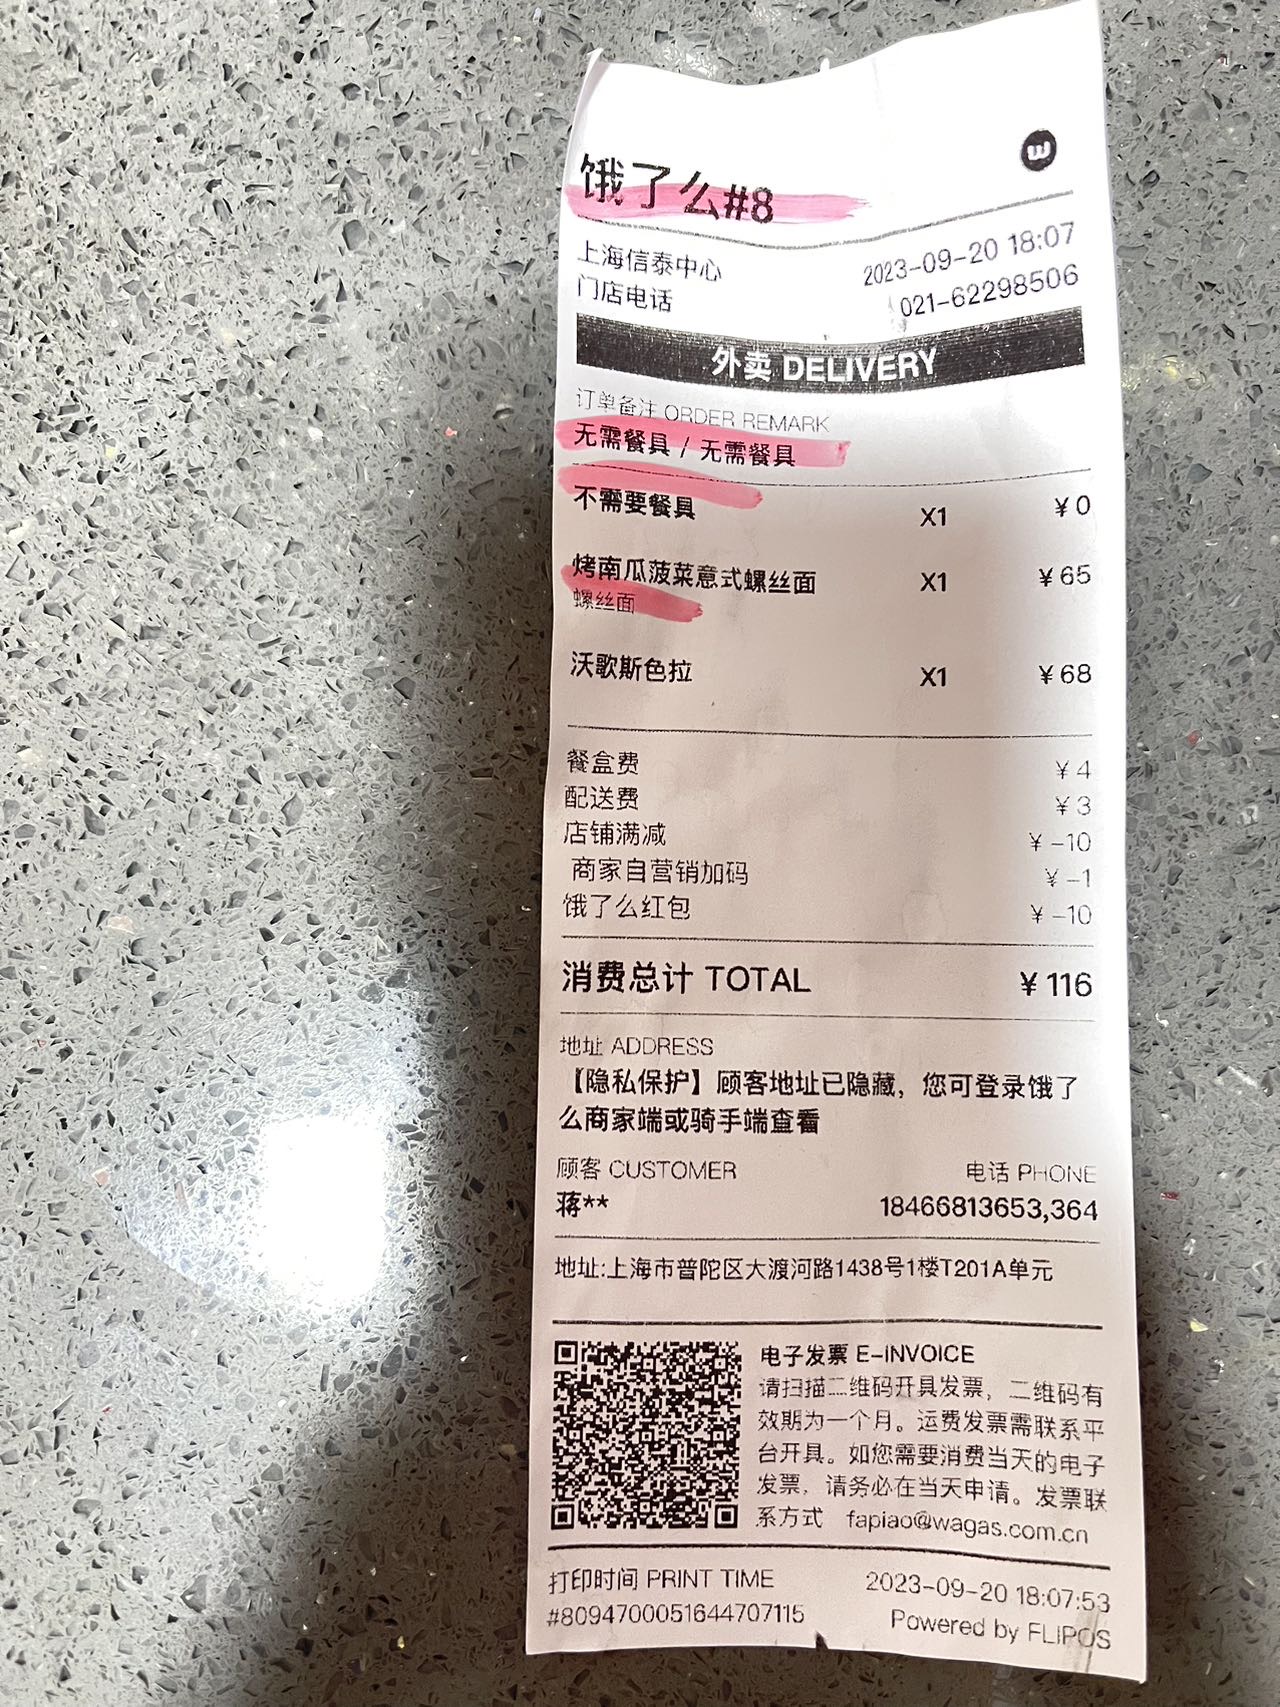 饿了么#8
上海信泰中心 2023-09-20 18:07
门店电话 021-62298506
外卖 DELIVERY
订单备注 ORDER REMARK
无需餐具 / 无需餐具
不需要餐具 X1 ¥0
烤南瓜菠菜意式螺丝面 X1 ¥65
螺丝面
沃歌斯色拉 X1 ¥68
餐盒费 ¥4
配送费 ¥3
店铺满减 ¥-10
商家自营销加码 ¥-1
饿了么红包 ¥-10
消费总计 TOTAL ¥116
地址 ADDRESS
【隐私保护】顾客地址已隐藏，您可登录饿了
么商家端或骑手端查看
顾客 CUSTOMER 电话 PHONE
蒋** 18466813653,364
地址:上海市普陀区大渡河路1438号1楼T201A单元
电子发票 E-INVOICE
请扫描二维码开具发票，二维码有
效期为一个月。运费发票需联系平
台开具。如您需要消费当天的电子
发票，请务必在当天申请。发票联
系方式 fapiao@wagas.com.cn
打印时间 PRINT TIME 2023-09-20 18:07:53
#8094700051644707115 Powered by FLIPOS